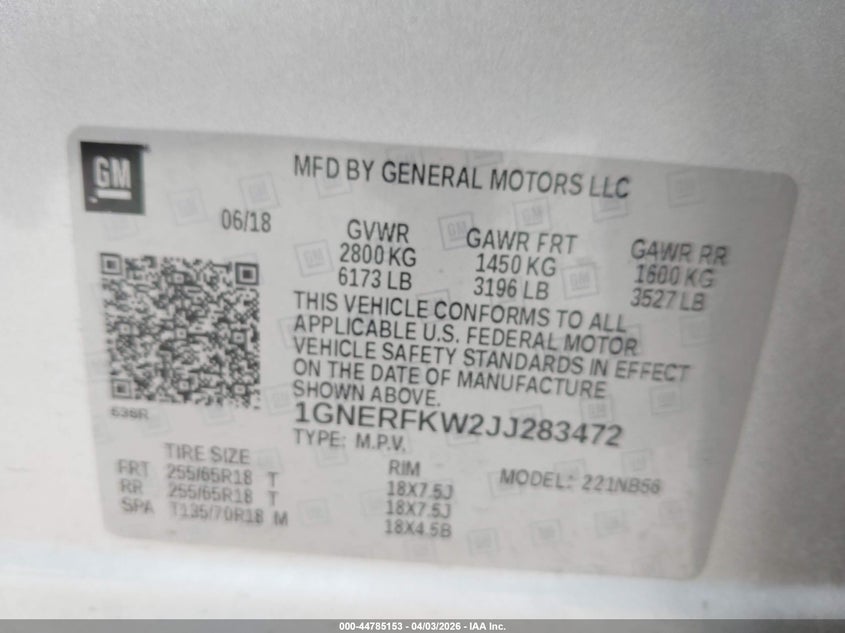 GM
MFD BY GENERAL MOTORS LLC
06/18
GVWR GAWR FRT GAWR RR
2800 KG 1450 KG 1600 KG
6173 LB 3196 LB 3527 LB
THIS VEHICLE CONFORMS TO ALL
APPLICABLE U.S. FEDERAL MOTOR
VEHICLE SAFETY STANDARDS IN EFFECT
ON THE DATE OF MANUFACTURE
SHOWN ABOVE.
636R
1GNERFKW2JJ283472
TYPE: M.P.V.
TIRE SIZE RIM MODEL: 221NB56
FRT 255/65R18 T 18X7.5J
RR 255/65R18 T 18X7.5J
SPA T135/70R18 M 18X4.5B
000-44785153 - 04/03/2026 - IAA Inc.